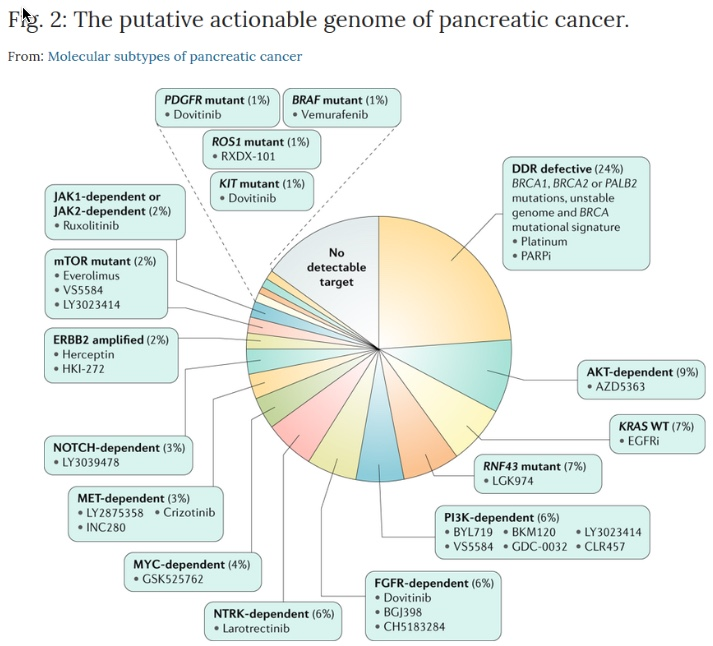 Fig. 2: The putative actionable genome of pancreatic cancer.
From: Molecular subtypes of pancreatic cancer
PDGFR mutant (1%)
• Dovitinib
BRAF mutant (1%)
• Vemurafenib
ROS1 mutant (1%)
• RXDX-101
KIT mutant (1%)
• Dovitinib
DDR defective (24%)
BRCA1, BRCA2 or PALB2
mutations, unstable
genome and BRCA
mutational signature
• Platinum
• PARPi
JAK1-dependent or
JAK2-dependent (2%)
• Ruxolitinib
mTOR mutant (2%)
• Everolimus
• VS5584
• LY3023414
No
detectable
target
ERBB2 amplified (2%)
• Herceptin
• HKI-272
AKT-dependent (9%)
• AZD5363
KRAS WT (7%)
• EGFRi
NOTCH-dependent (3%)
• LY3039478
RNF43 mutant (7%)
• LGK974
MET-dependent (3%)
• LY2875358 • Crizotinib
• INC280
PI3K-dependent (6%)
• BYL719 • BKM120 • LY3023414
• VS5584 • GDC-0032 • CLR457
MYC-dependent (4%)
• GSK525762
FGFR-dependent (6%)
• Dovitinib
• BGJ398
• CH5183284
NTRK-dependent (6%)
• Larotrectinib